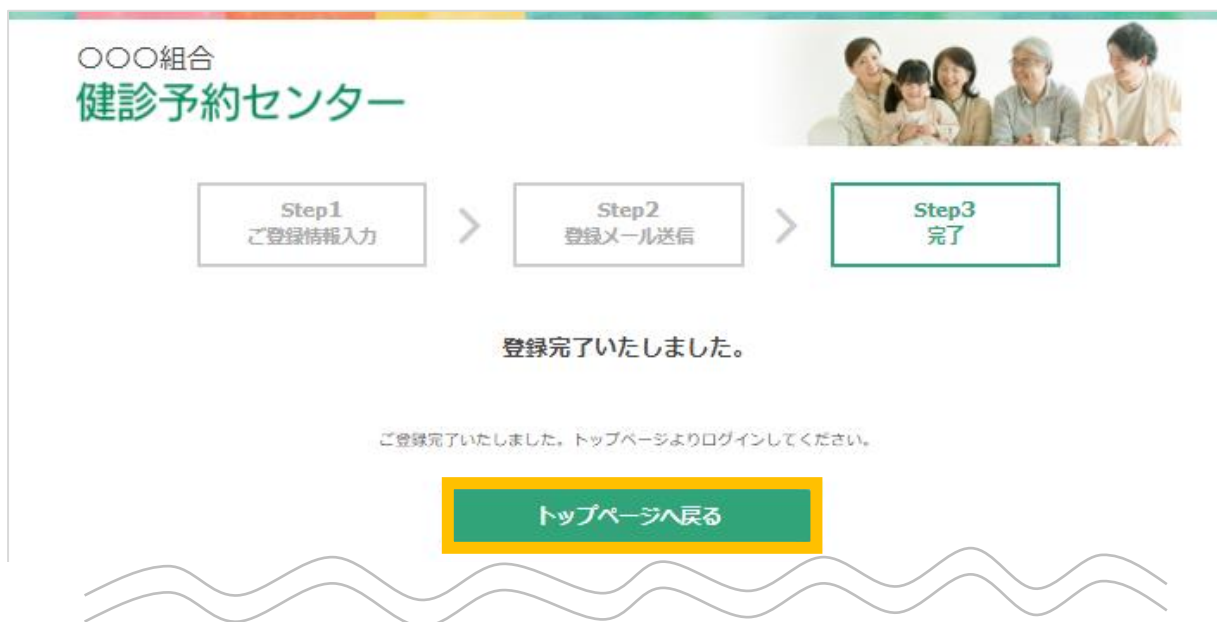 〇〇〇組合
健診予約センター
Step1
ご登録情報入力
Step2
登録メール送信
Step3
完了
登録完了いたしました。
ご登録完了いたしました。トップページよりログインしてください。
トップページへ戻る